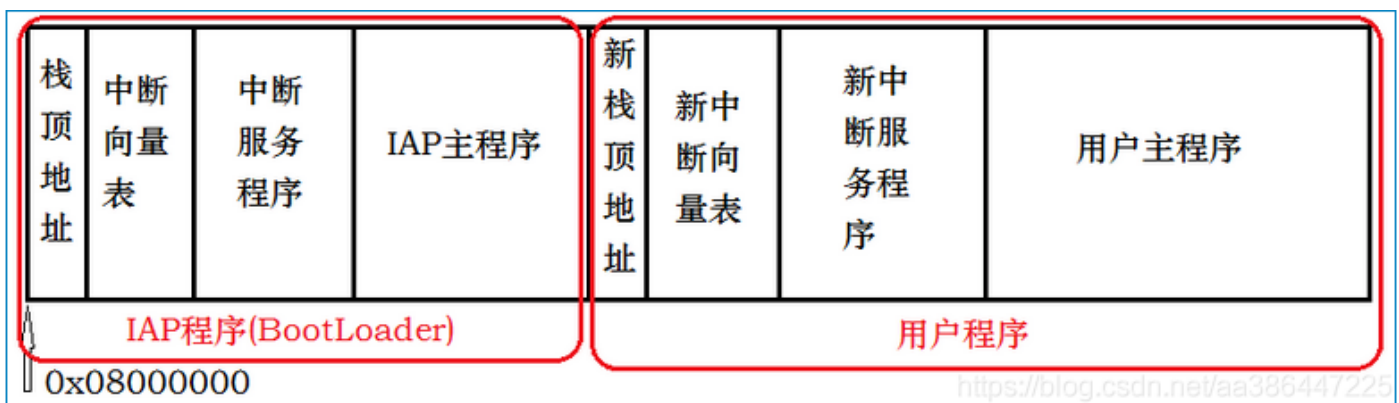 栈
顶
地
址
中断
向量
表
中断
服务
程序
IAP主程序
新
栈
顶
地
址
新中
断向
量表
新中
断服
务程
序
用户主程序
IAP程序(BootLoader)
用户程序
0x08000000
https://blog.csdn.net/aa386447225